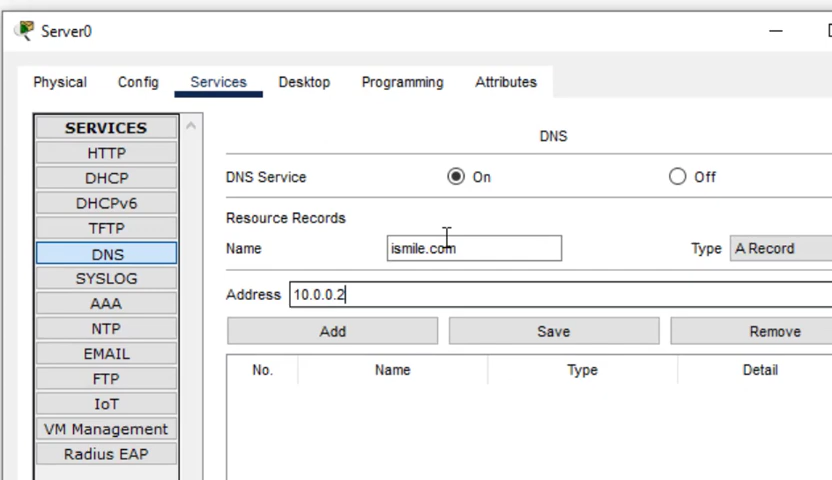 Server0
Physical Config Services Desktop Programming Attributes
SERVICES
HTTP
DHCP
DHCPv6
TFTP
DNS
SYSLOG
AAA
NTP
EMAIL
FTP
IoT
VM Management
Radius EAP
DNS
DNS Service On Off
Resource Records
Name ismile.com Type A Record
Address 10.0.0.2
Add Save Remove
No. Name Type Detail